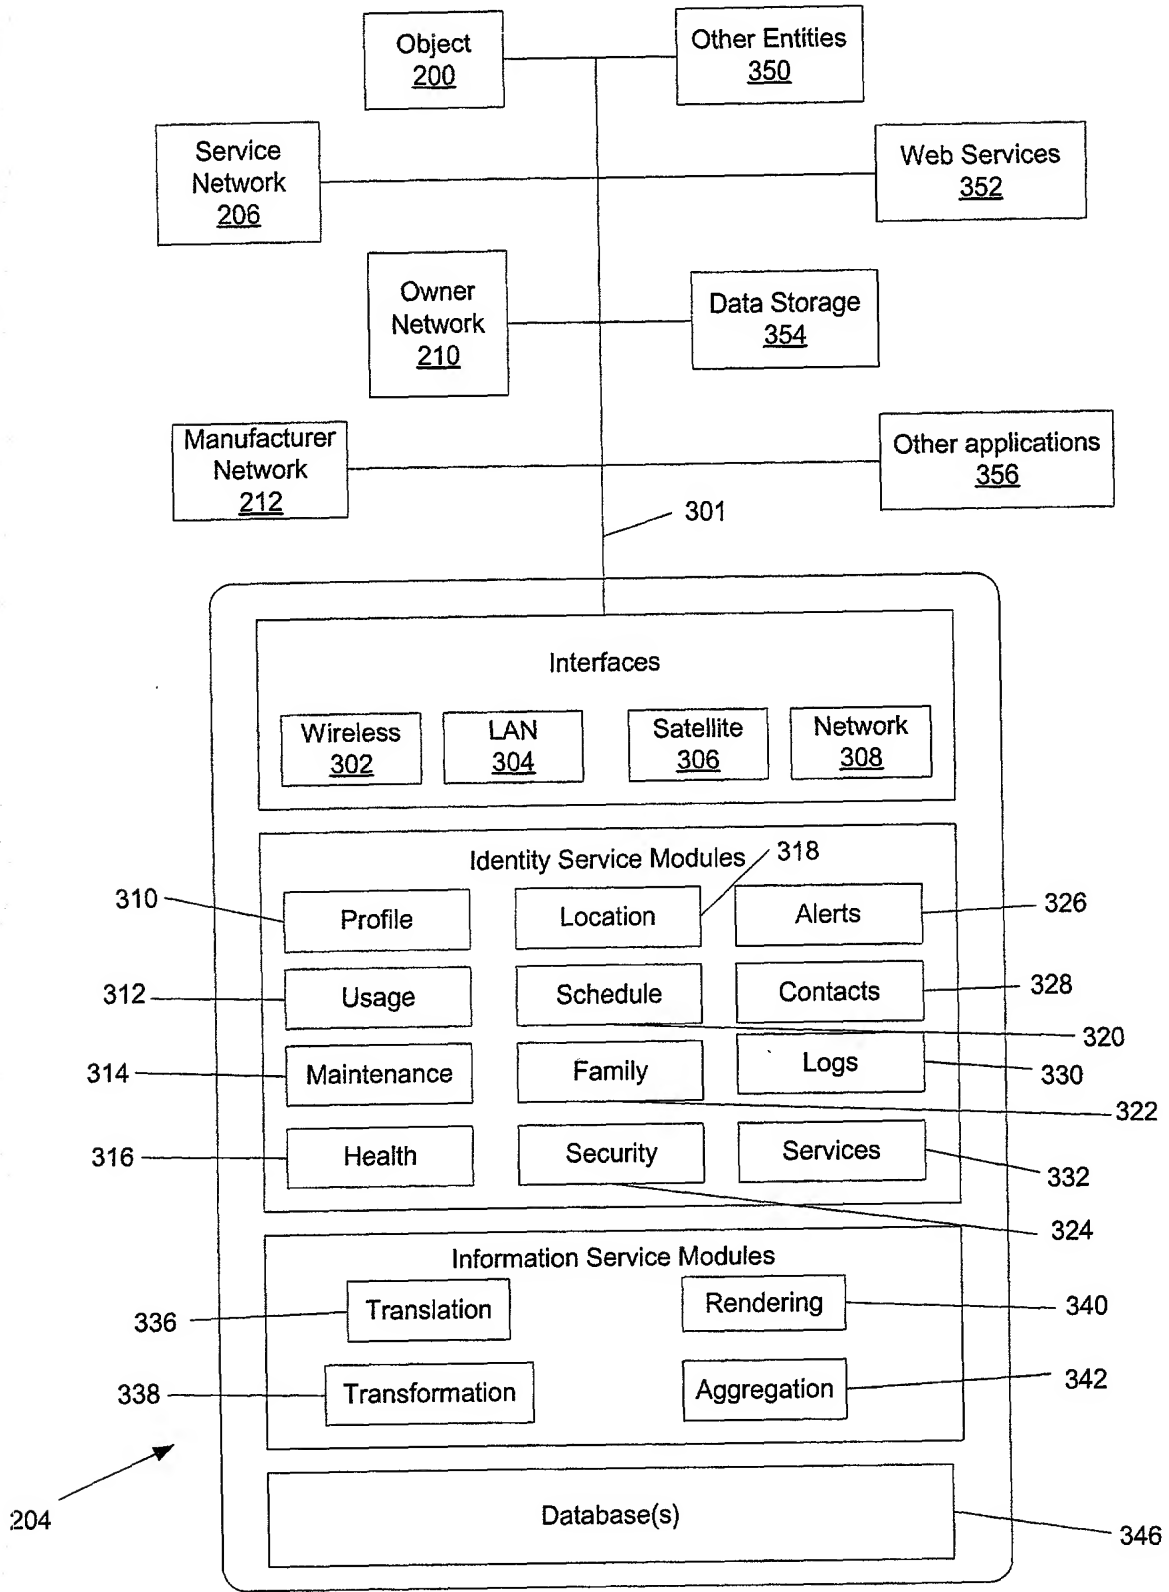 Object
200
Other Entities
350
Service
Network
206
Web Services
352
Owner
Network
210
Data Storage
354
Manufacturer
Network
212
Other applications
356
301
Interfaces
Wireless
302
LAN
304
Satellite
306
Network
308
Identity Service Modules
318
310
Profile
Location
Alerts
326
312
Usage
Schedule
Contacts
328
320
314
Maintenance
Family
Logs
330
322
316
Health
Security
Services
332
324
Information Service Modules
336
Translation
Rendering
340
338
Transformation
Aggregation
342
204
Database(s)
346